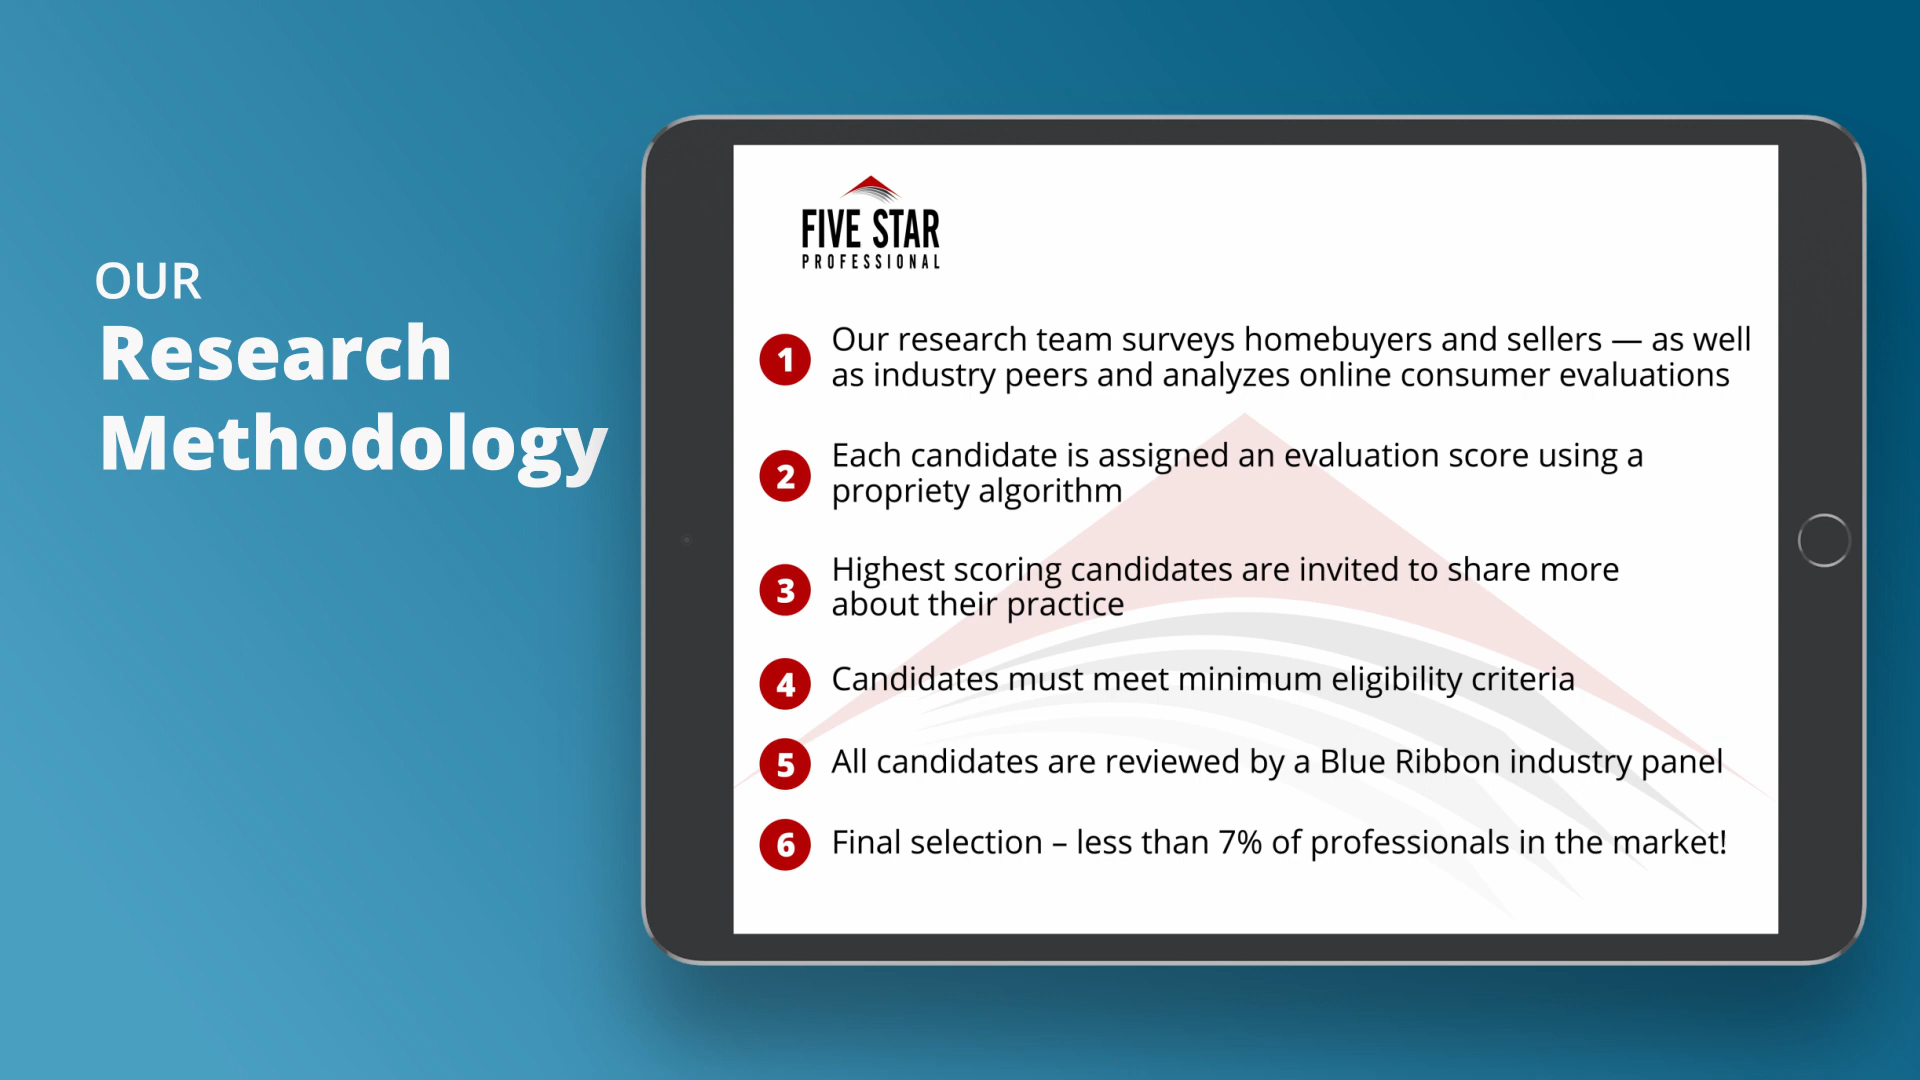 OUR
Research
Methodology
FIVE STAR
PROFESSIONAL
1 Our research team surveys homebuyers and sellers — as well
as industry peers and analyzes online consumer evaluations
2 Each candidate is assigned an evaluation score using a
propriety algorithm
3 Highest scoring candidates are invited to share more
about their practice
4 Candidates must meet minimum eligibility criteria
5 All candidates are reviewed by a Blue Ribbon industry panel
6 Final selection – less than 7% of professionals in the market!